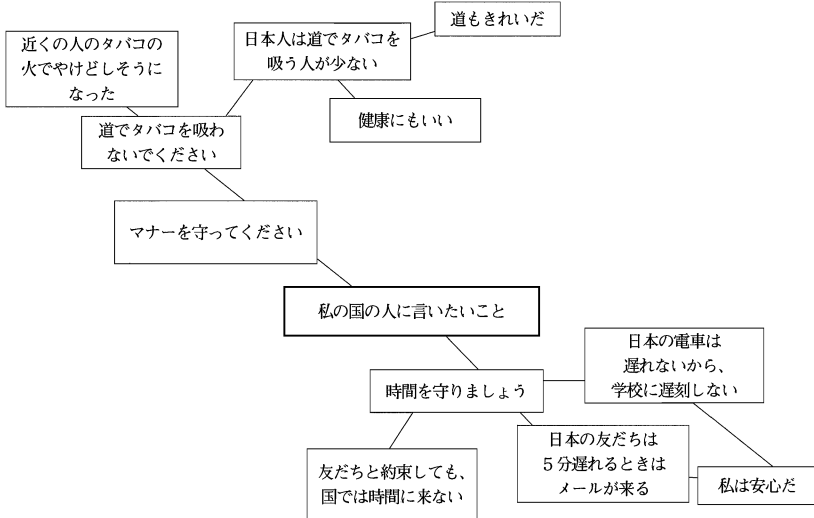 道もきれいだ
近くの人のタバコの
火でやけどしそうに
なった
日本人は道でタバコを
吸う人が少ない
健康にもいい
道でタバコを吸わ
ないでください
マナーを守ってください
私の国の人に言いたいこと
日本の電車は
遅れないから、
学校に遅刻しない
時間を守りましょう
日本の友だちは
5分遅れるときは
メールが来る
友だちと約束しても、
国では時間に来ない
私は安心だ